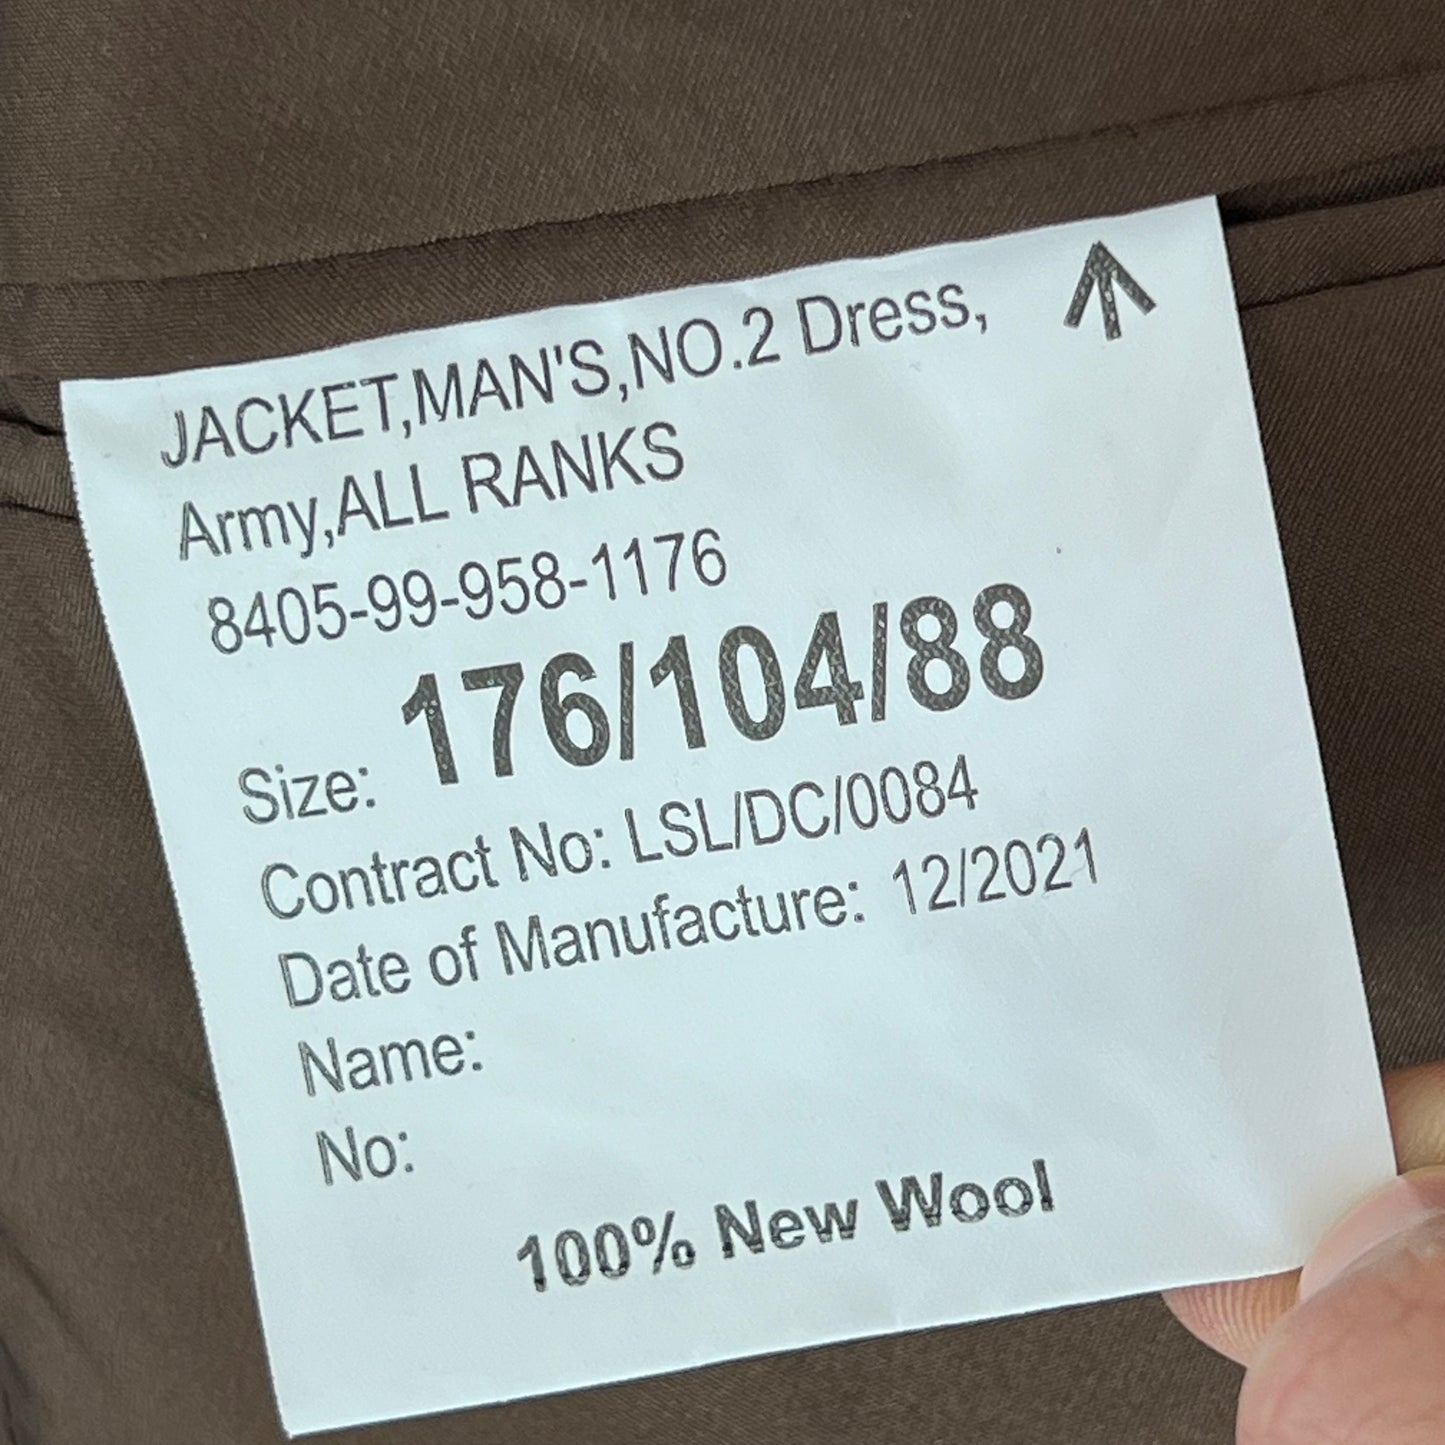 JACKET,MAN'S,NO.2 Dress,
Army,ALL RANKS
8405-99-958-1176
Size: 176/104/88
Contract No: LSL/DC/0084
Date of Manufacture: 12/2021
Name:
No:
100% New Wool